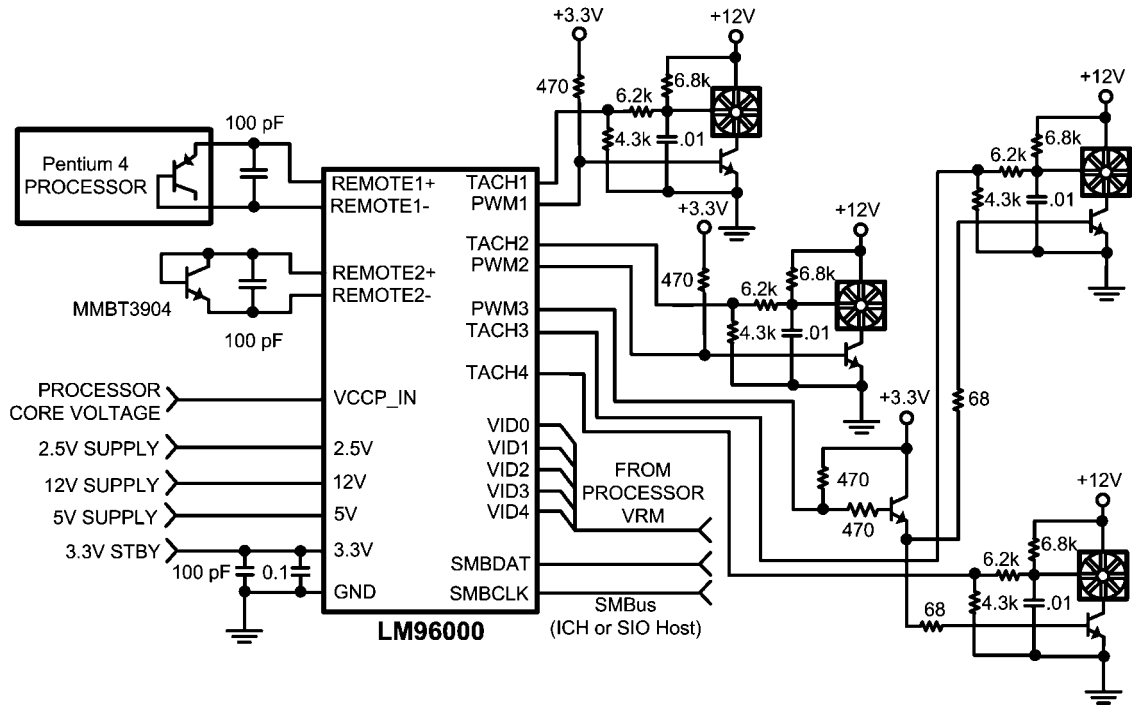 +3.3V
+12V
470
6.8k
6.2k
4.3k
.01
+12V
6.8k
6.2k
4.3k
.01
100 pF
Pentium 4
PROCESSOR
REMOTE1+
REMOTE1-
TACH1
PWM1
+3.3V
+12V
470
6.8k
6.2k
4.3k
.01
TACH2
PWM2
REMOTE2+
REMOTE2-
MMBT3904
100 pF
PWM3
TACH3
TACH4
PROCESSOR
CORE VOLTAGE
VCCP_IN
2.5V SUPPLY
2.5V
12V SUPPLY
12V
5V SUPPLY
5V
3.3V STBY
3.3V
100 pF
0.1
GND
VID0
VID1
VID2
VID3
VID4
FROM
PROCESSOR
VRM
SMBDAT
SMBCLK
SMBus
(ICH or SIO Host)
LM96000
+3.3V
470
470
68
68
+12V
6.8k
6.2k
4.3k
.01